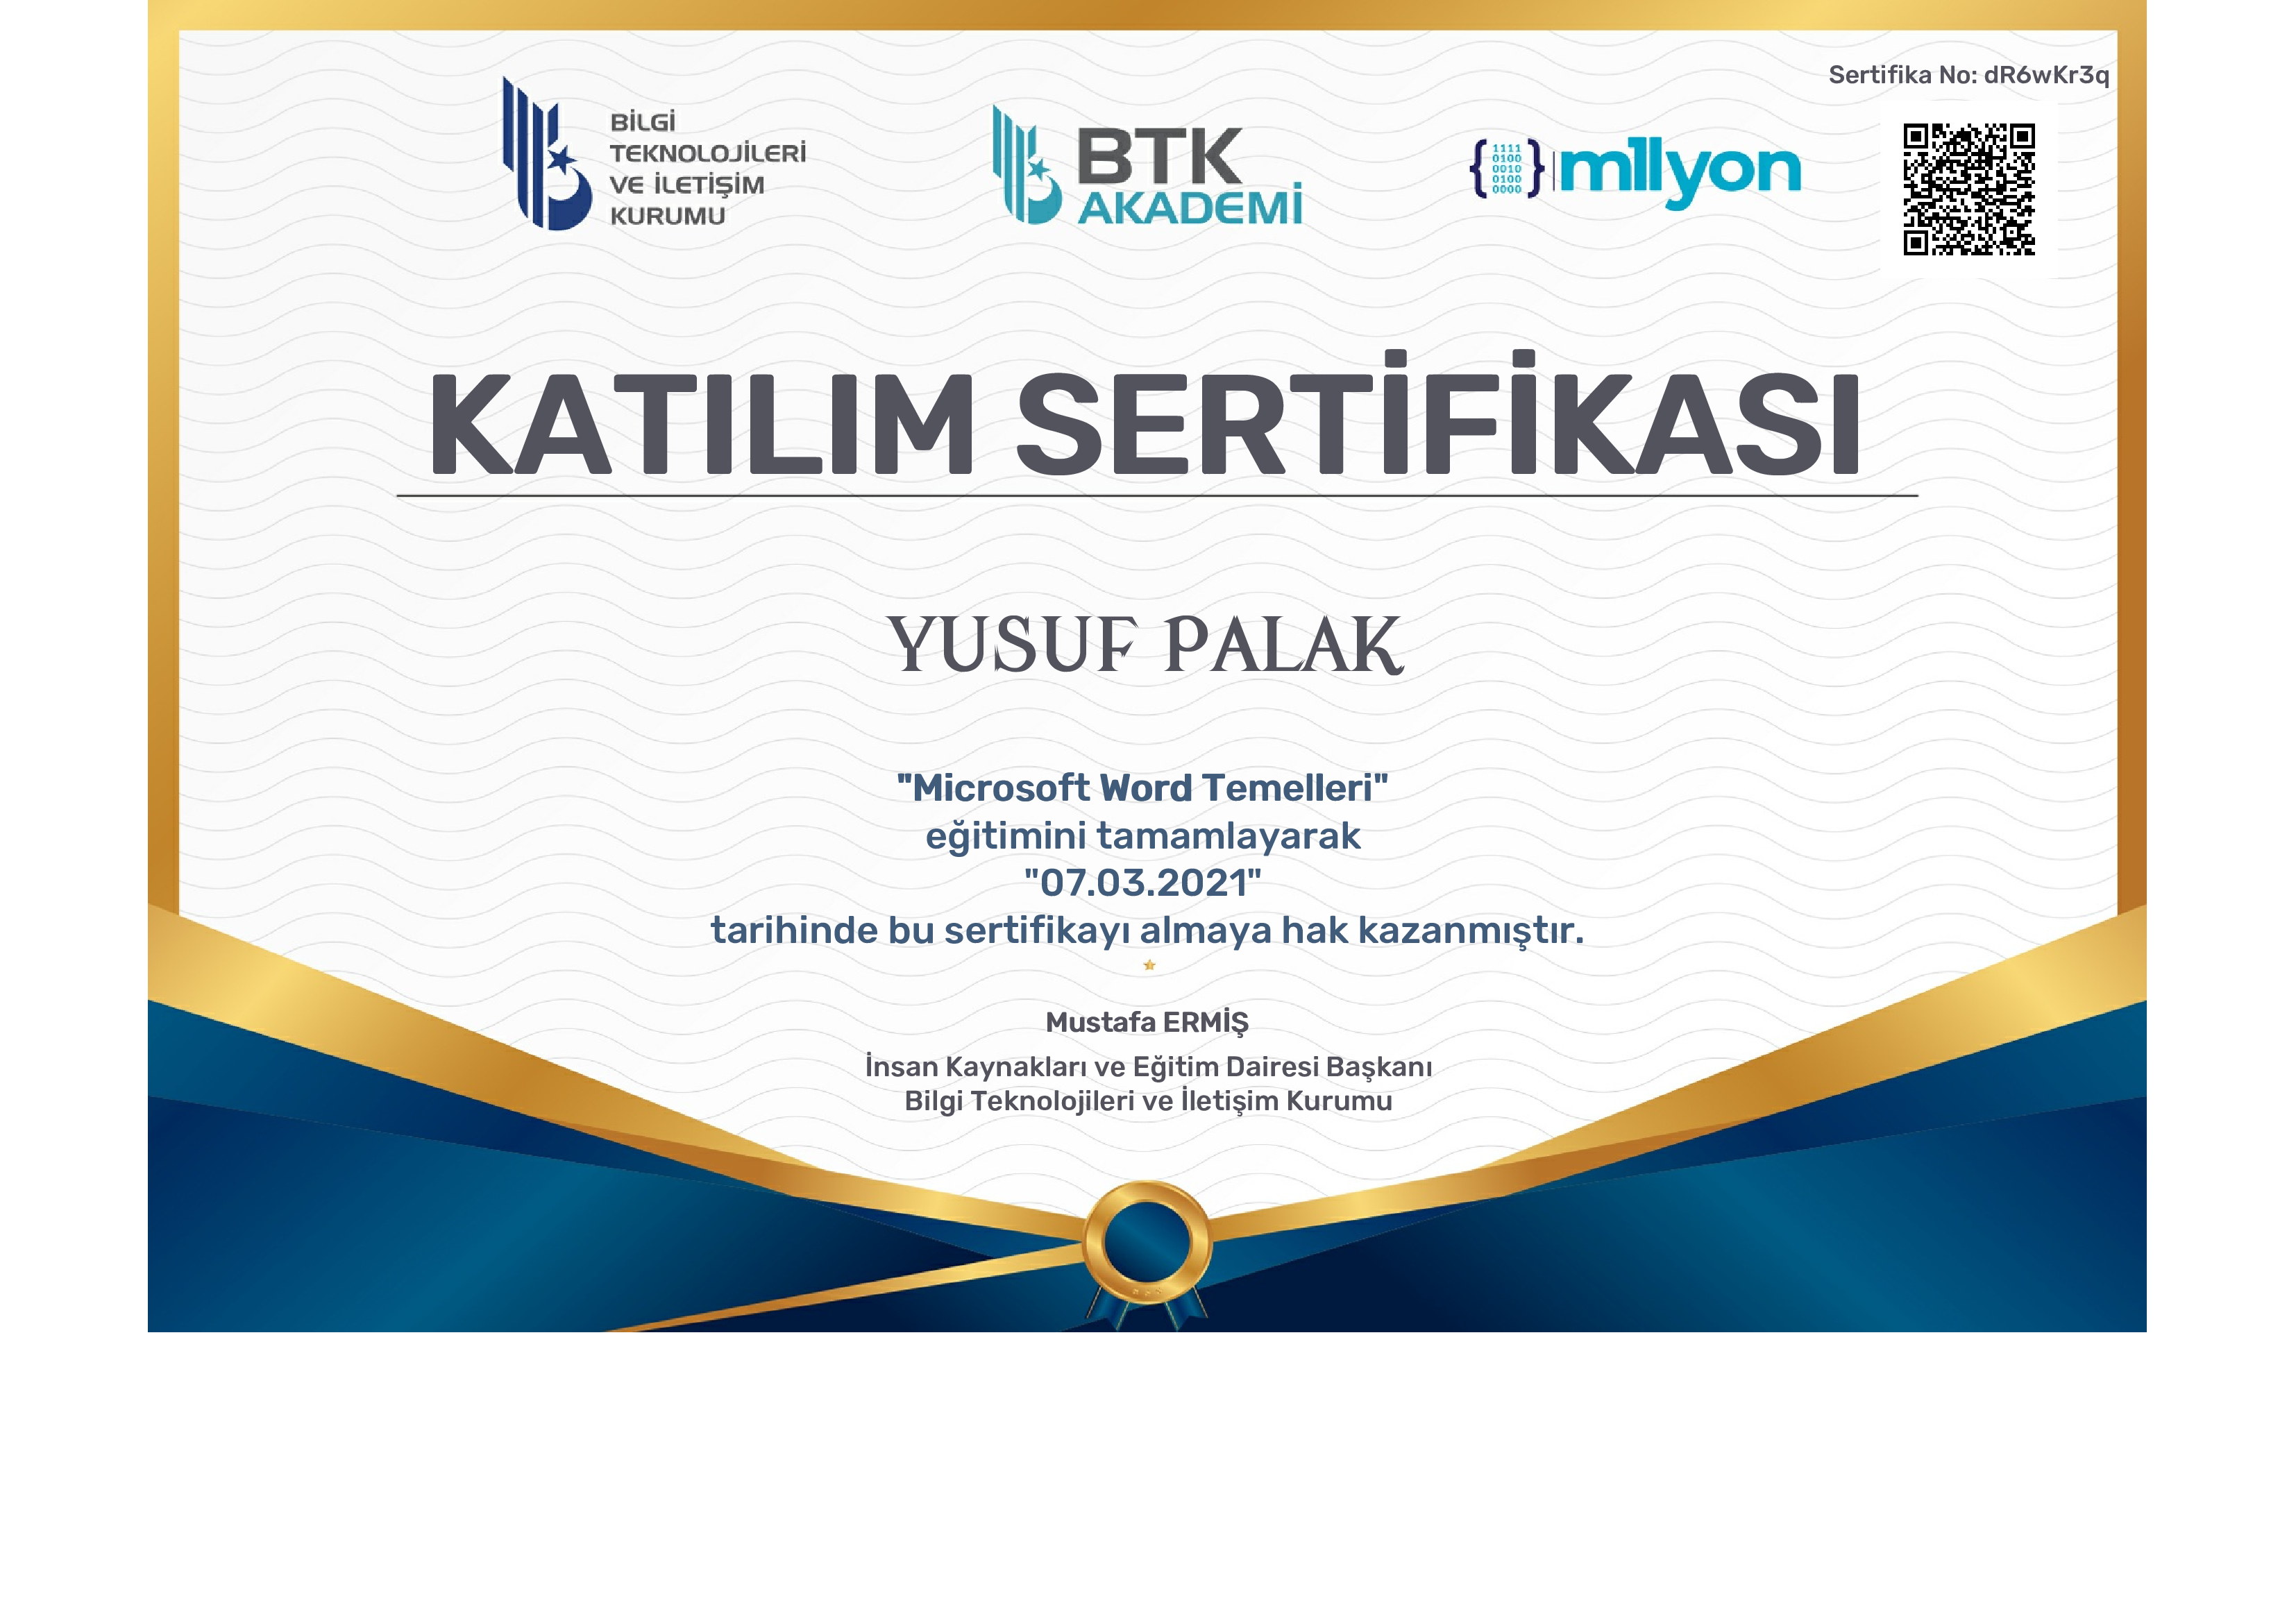 Sertifika No: dR6wKr3q
BİLGİ
TEKNOLOJİLERİ
VE İLETİŞİM
KURUMU
BTK
AKADEMİ
1111
0100
0010
0100
0000
m1lyon
KATILIM SERTİFİKASI
YUSUF PALAK
"Microsoft Word Temelleri"
eğitimini tamamlayarak
"07.03.2021"
tarihinde bu sertifikayı almaya hak kazanmıştır.
Mustafa ERMİŞ
İnsan Kaynakları ve Eğitim Dairesi Başkanı
Bilgi Teknolojileri ve İletişim Kurumu